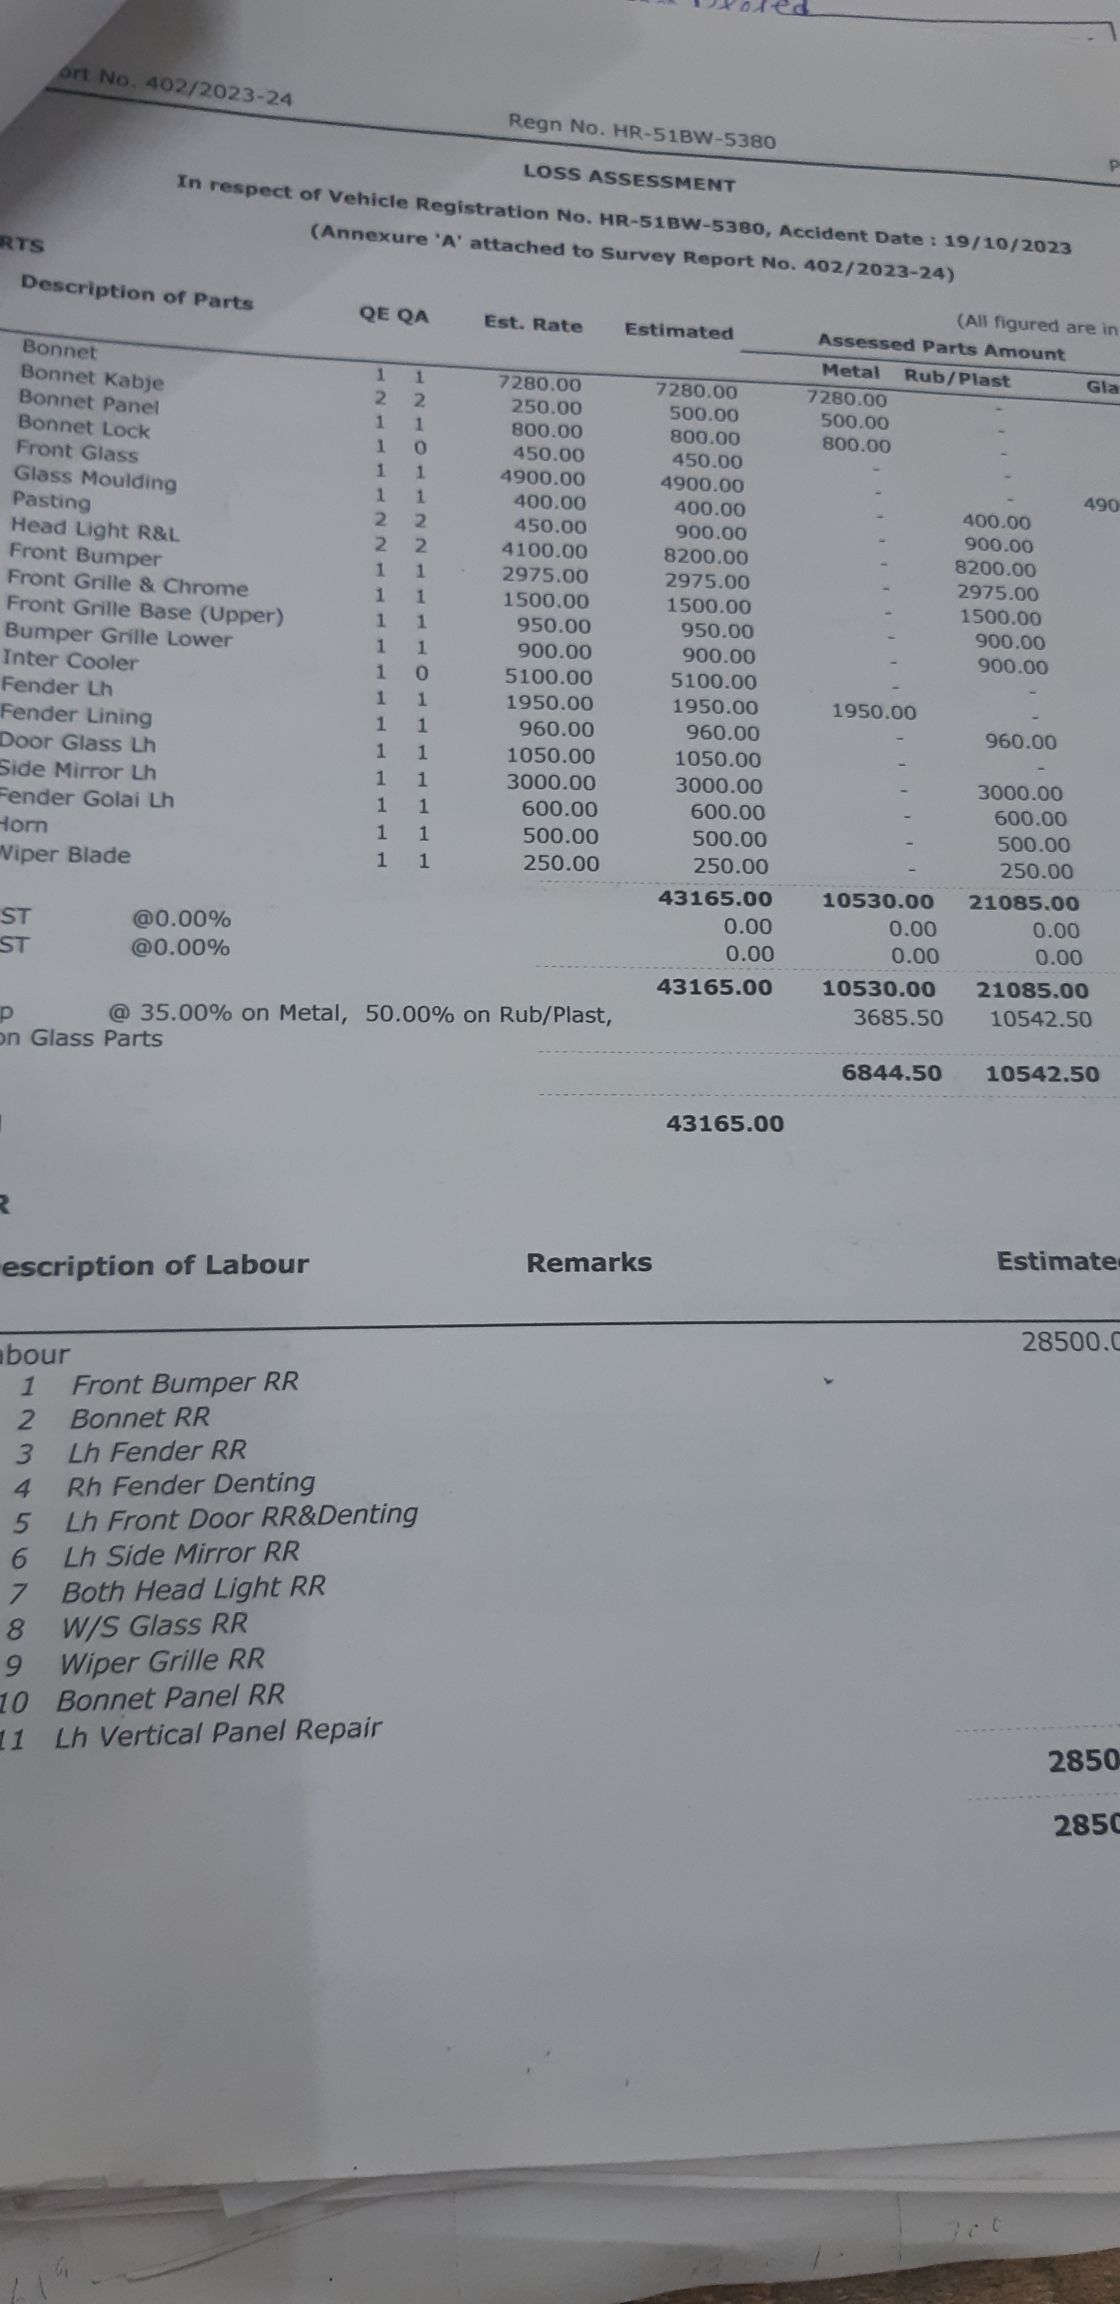 ort No. 402/2023-24
Regn No. HR-51BW-5380
LOSS ASSESSMENT
In respect of Vehicle Registration No. HR-51BW-5380, Accident Date : 19/10/2023
(Annexure 'A' attached to Survey Report No. 402/2023-24)
RTS
(All figured are in
Description of Parts QE QA Est. Rate Estimated Assessed Parts Amount
Metal Rub/Plast Gla
Bonnet 1 1 7280.00 7280.00 7280.00 -
Bonnet Kabje 2 2 250.00 500.00 500.00 -
Bonnet Panel 1 1 800.00 800.00 800.00 -
Bonnet Lock 1 0 450.00 450.00 - -
Front Glass 1 1 4900.00 4900.00 - - 490
Glass Moulding 1 1 400.00 400.00 - 400.00
Pasting 2 2 450.00 900.00 - 900.00
Head Light R&L 2 2 4100.00 8200.00 - 8200.00
Front Bumper 1 1 2975.00 2975.00 - 2975.00
Front Grille & Chrome 1 1 1500.00 1500.00 - 1500.00
Front Grille Base (Upper) 1 1 950.00 950.00 - 900.00
Bumper Grille Lower 1 1 900.00 900.00 - 900.00
Inter Cooler 1 0 5100.00 5100.00 - -
Fender Lh 1 1 1950.00 1950.00 1950.00 -
Fender Lining 1 1 960.00 960.00 - 960.00
Door Glass Lh 1 1 1050.00 1050.00 - -
Side Mirror Lh 1 1 3000.00 3000.00 - 3000.00
Fender Golai Lh 1 1 600.00 600.00 - 600.00
Horn 1 1 500.00 500.00 - 500.00
Wiper Blade 1 1 250.00 250.00 - 250.00
43165.00 10530.00 21085.00
ST @0.00% 0.00 0.00 0.00
ST @0.00% 0.00 0.00 0.00
43165.00 10530.00 21085.00
p @ 35.00% on Metal, 50.00% on Rub/Plast, 3685.50 10542.50
on Glass Parts
6844.50 10542.50
43165.00
R
escription of Labour Remarks Estimated
abour 28500.0
1 Front Bumper RR
2 Bonnet RR
3 Lh Fender RR
4 Rh Fender Denting
5 Lh Front Door RR&Denting
6 Lh Side Mirror RR
7 Both Head Light RR
8 W/S Glass RR
9 Wiper Grille RR
10 Bonnet Panel RR
11 Lh Vertical Panel Repair
2850
2850